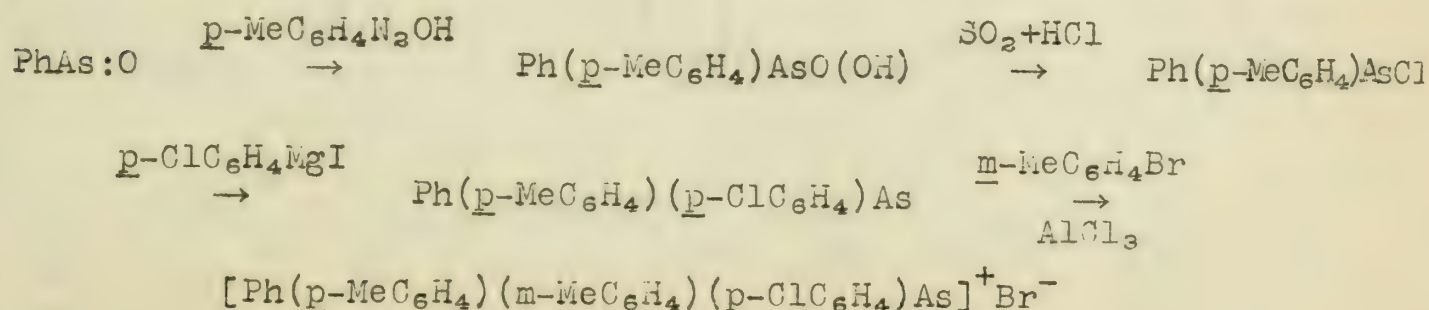 p-MeC₆H₄N₂OH SO₂+HCl
PhAs:O → Ph(p-MeC₆H₄)AsO(OH) → Ph(p-MeC₆H₄)AsCl
p-ClC₆H₄MgI m-MeC₆H₄Br
→ Ph(p-MeC₆H₄)(p-ClC₆H₄)As →
AlCl₃
[Ph(p-MeC₆H₄)(m-MeC₆H₄)(p-ClC₆H₄)As]⁺Br⁻